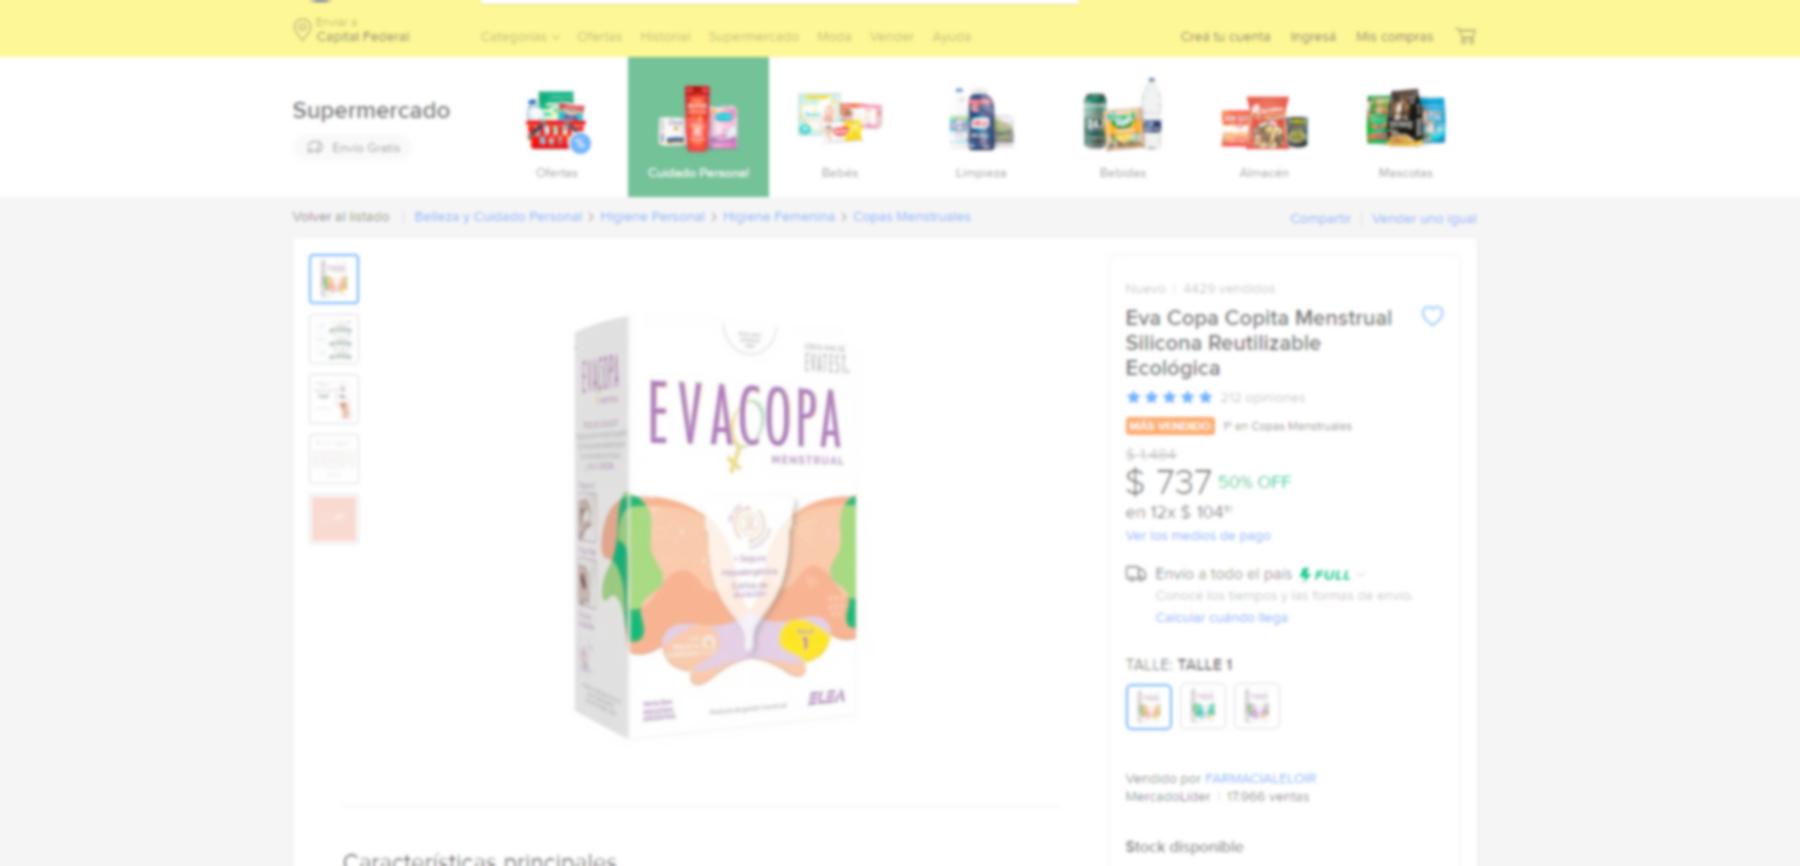 Enviar a
Capital Federal
Categorías Ofertas Historial Supermercado Moda Vender Ayuda
Creá tu cuenta Ingresá Mis compras
Supermercado
Envío Gratis
Ofertas
Cuidado Personal
Bebés
Limpieza
Bebidas
Almacén
Mascotas
Volver al listado | Belleza y Cuidado Personal > Higiene Personal > Higiene Femenina > Copas Menstruales
Compartir | Vender uno igual
EVACOPA
EVATEST
EVACOPA
MENSTRUAL
1
ELEA
Nuevo | 4429 vendidos
Eva Copa Copita Menstrual
Silicona Reutilizable
Ecológica
212 opiniones
MÁS VENDIDO 1º en Copas Menstruales
$ 1.484
$ 737 50% OFF
en 12x $ 104
Ver los medios de pago
Envío a todo el país FULL
Conocé los tiempos y las formas de envío.
Calcular cuándo llega
TALLE: TALLE 1
Vendido por FARMACIALELOIR
MercadoLíder | 17.966 ventas
Stock disponible
Características principales